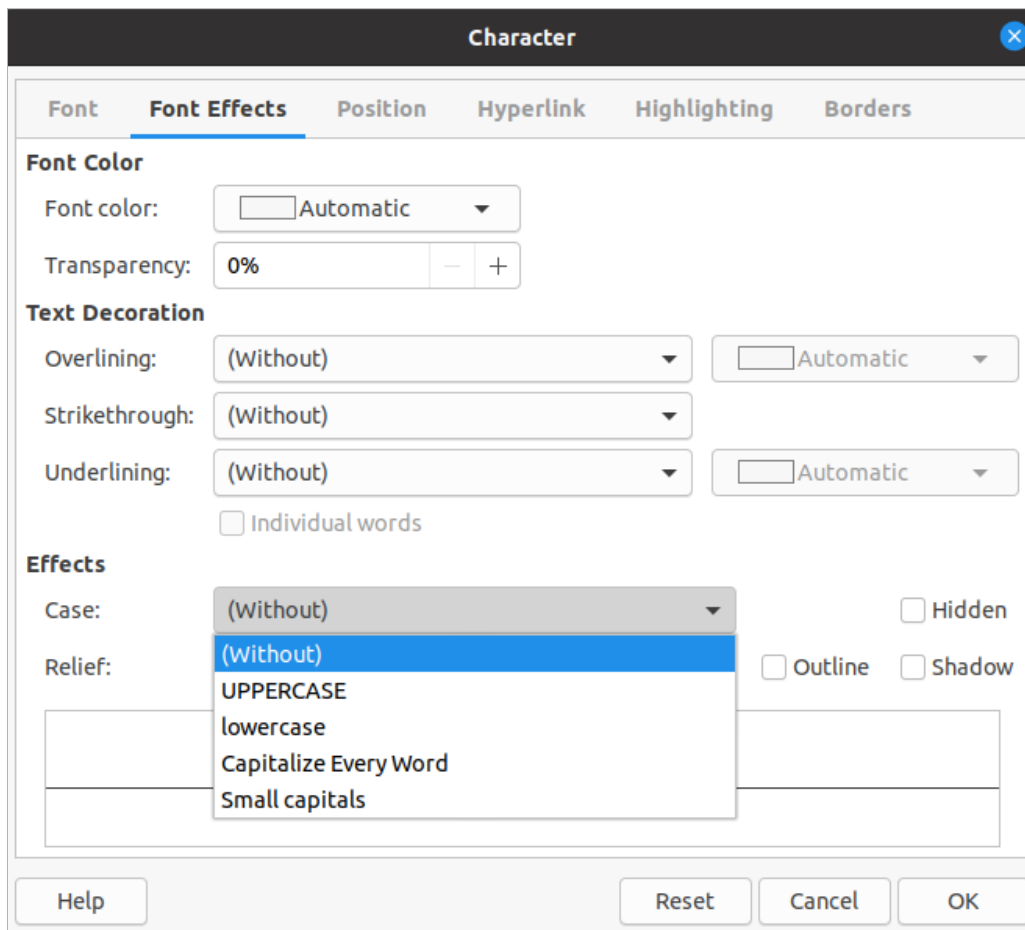 Character
Font Font Effects Position Hyperlink Highlighting Borders
Font Color
Font color: Automatic
Transparency: 0%
Text Decoration
Overlining: (Without) Automatic
Strikethrough: (Without)
Underlining: (Without) Automatic
Individual words
Effects
Case: (Without) Hidden
(Without)
Relief: Outline Shadow
UPPERCASE
lowercase
Capitalize Every Word
Small capitals
Help Reset Cancel OK